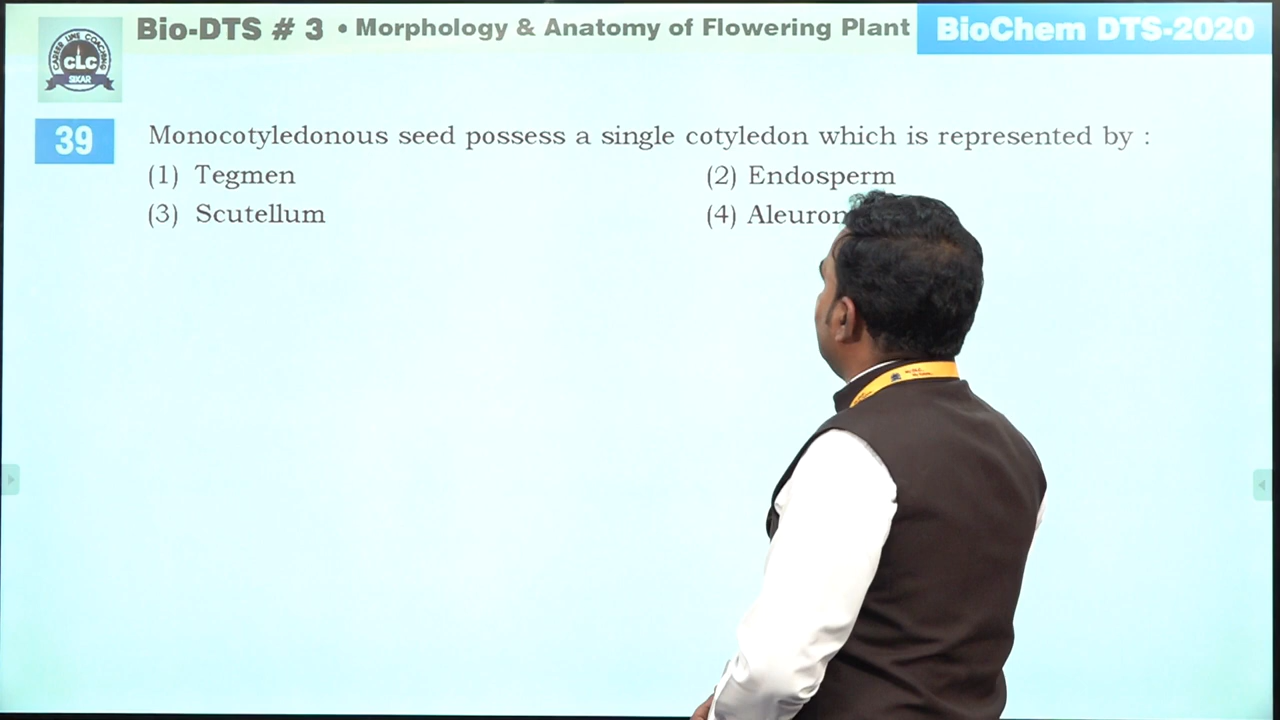 Bio-DTS # 3 • Morphology & Anatomy of Flowering Plant
BioChem DTS-2020
CAREER LINE COACHING
CLC
SIKAR
39
Monocotyledonous seed possess a single cotyledon which is represented by :
(1) Tegmen
(2) Endosperm
(3) Scutellum
(4) Aleuron